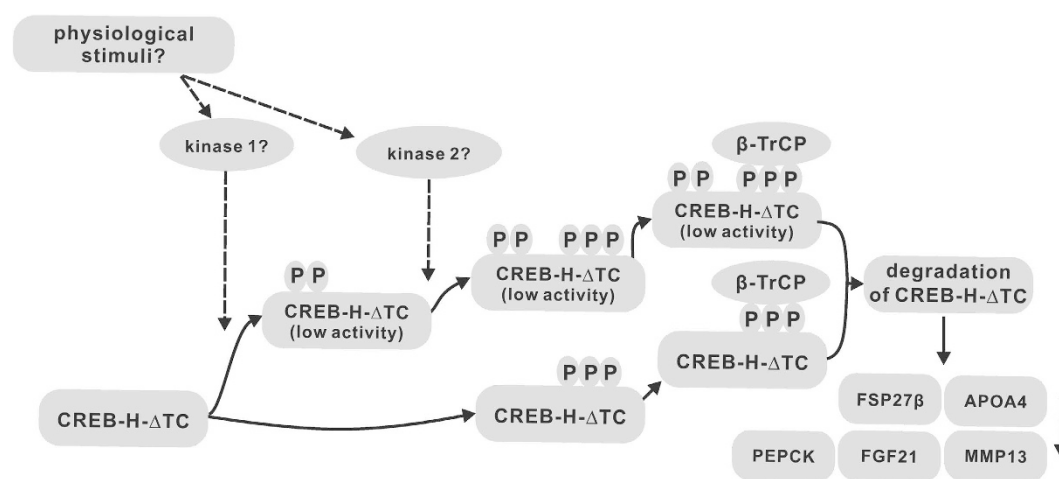 physiological
stimuli?
kinase 1?
kinase 2?
β-TrCP
P P P P P
CREB-H-ΔTC
(low activity)
P P P P P
CREB-H-ΔTC
(low activity)
β-TrCP
P P P
CREB-H-ΔTC
P P
CREB-H-ΔTC
(low activity)
degradation
of CREB-H-ΔTC
P P P
CREB-H-ΔTC
CREB-H-ΔTC
FSP27β
APOA4
PEPCK
FGF21
MMP13